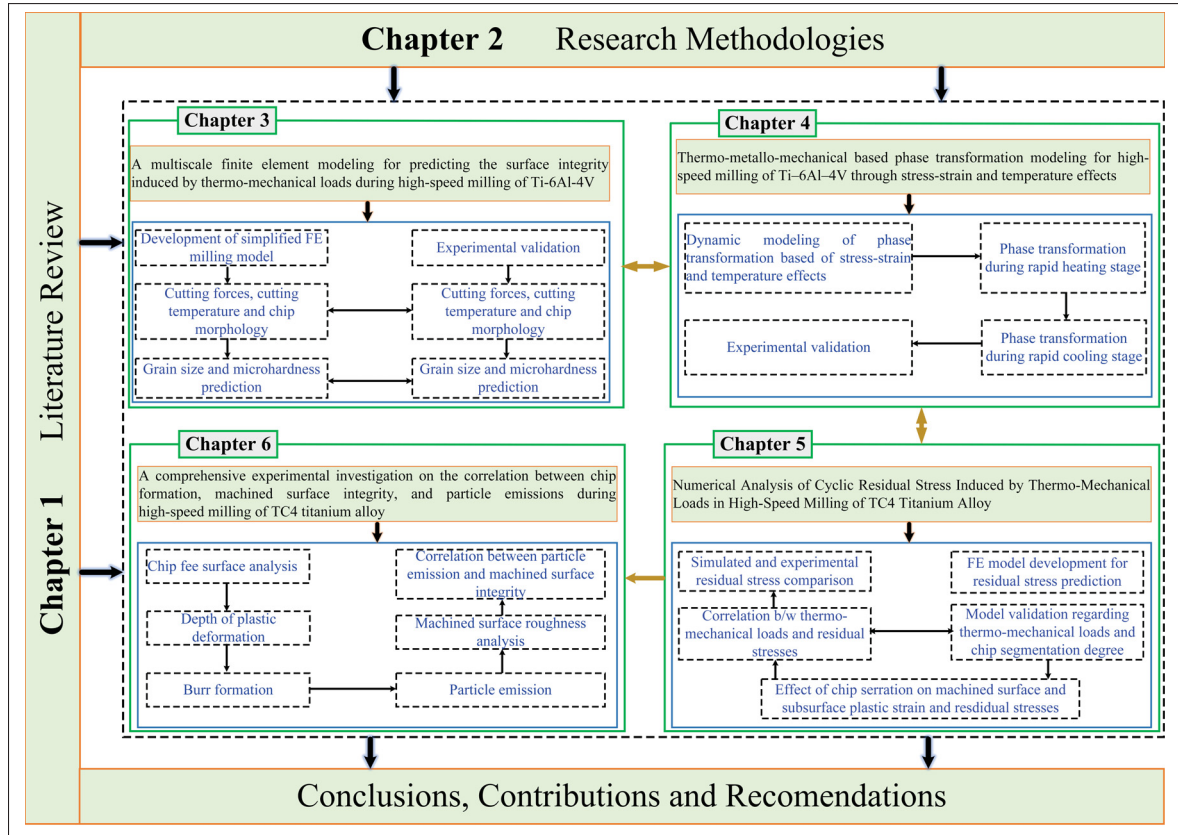 Chapter 2 Research Methodologies
Chapter 1 Literature Review
Chapter 3
A multiscale finite element modeling for predicting the surface integrity
induced by thermo-mechanical loads during high-speed milling of Ti-6Al-4V
Development of simplified FE
milling model
Experimental validation
Cutting forces, cutting
temperature and chip
morphology
Cutting forces, cutting
temperature and chip
morphology
Grain size and microhardness
prediction
Grain size and microhardness
prediction
Chapter 4
Thermo-metallo-mechanical based phase transformation modeling for high-
speed milling of Ti–6Al–4V through stress-strain and temperature effects
Dynamic modeling of phase
transformation based of stress-strain
and temperature effects
Phase transformation
during rapid heating stage
Experimental validation
Phase transformation
during rapid cooling stage
Chapter 6
A comprehensive experimental investigation on the correlation between chip
formation, machined surface integrity, and particle emissions during
high-speed milling of TC4 titanium alloy
Chip fee surface analysis
Correlation between particle
emission and machined surface
integrity
Depth of plastic
deformation
Machined surface roughness
analysis
Burr formation
Particle emission
Chapter 5
Numerical Analysis of Cyclic Residual Stress Induced by Thermo-Mechanical
Loads in High-Speed Milling of TC4 Titanium Alloy
Simulated and experimental
residual stress comparison
FE model development for
residual stress prediction
Correlation b/w thermo-
mechanical loads and residual
stresses
Model validation regarding
thermo-mechanical loads and
chip segmentation degree
Effect of chip serration on machined surface and
subsurface plastic strain and resdidual stresses
Conclusions, Contributions and Recomendations